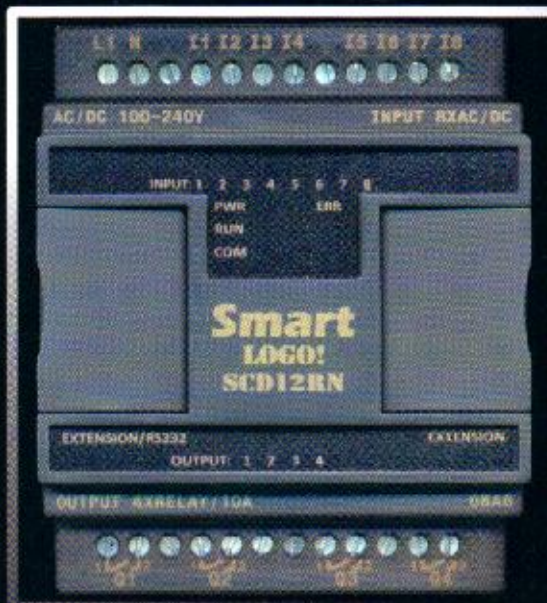 L1 N I1 I2 I3 I4 I5 I6 I7 I8
AC/DC 100-240V INPUT 8XAC/DC
INPUT 1 2 3 4 5 6 7 8
PWR ERR
RUN
COM
Smart
LOGO!
SCD12RN
EXTENSION/RS232 EXTENSION
OUTPUT: 1 2 3 4
OUTPUT 4XRELAY/10A
Q1 Q2 Q3 Q4